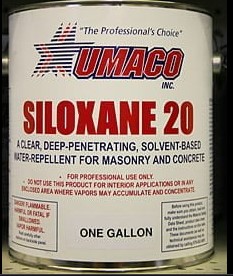 "The Professional's Choice"
UMACO
INC.
SILOXANE 20
A CLEAR, DEEP-PENETRATING, SOLVENT-BASED
WATER-REPELLENT FOR MASONRY AND CONCRETE
• FOR PROFESSIONAL USE ONLY.
• DO NOT USE THIS PRODUCT FOR INTERIOR APPLICATIONS OR IN ANY
ENCLOSED AREA WHERE VAPORS MAY ACCUMULATE AND CONCENTRATE.
DANGER! FLAMMABLE.
HARMFUL OR FATAL IF
SWALLOWED.
VAPOR HARMFUL.
ONE GALLON